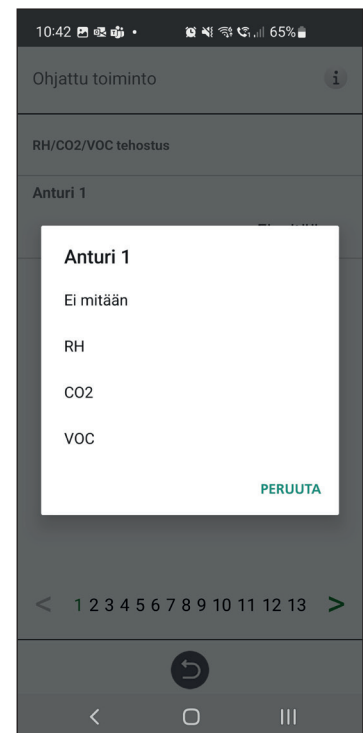 10:42 65%
Ohjattu toiminto i
RH/CO2/VOC tehostus
Anturi 1
Anturi 1
Ei mitään
RH
CO2
VOC
PERUUTA
< 1 2 3 4 5 6 7 8 9 10 11 12 13 >